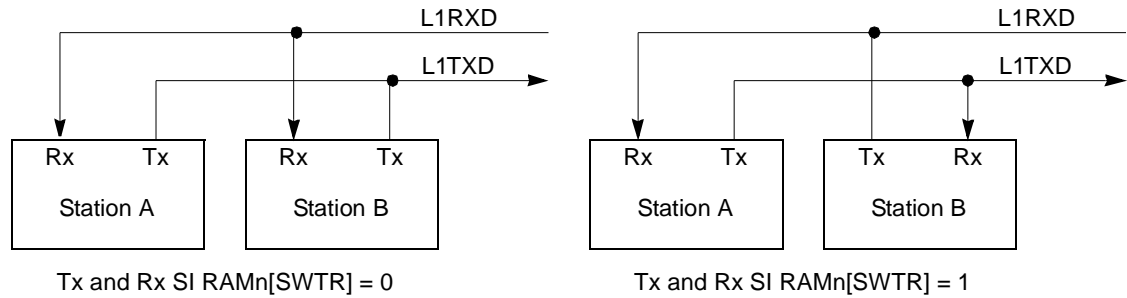 L1RXD
L1TXD
Rx Tx Rx Tx
Station A Station B
Tx and Rx SI RAMn[SWTR] = 0
L1RXD
L1TXD
Rx Tx Tx Rx
Station A Station B
Tx and Rx SI RAMn[SWTR] = 1